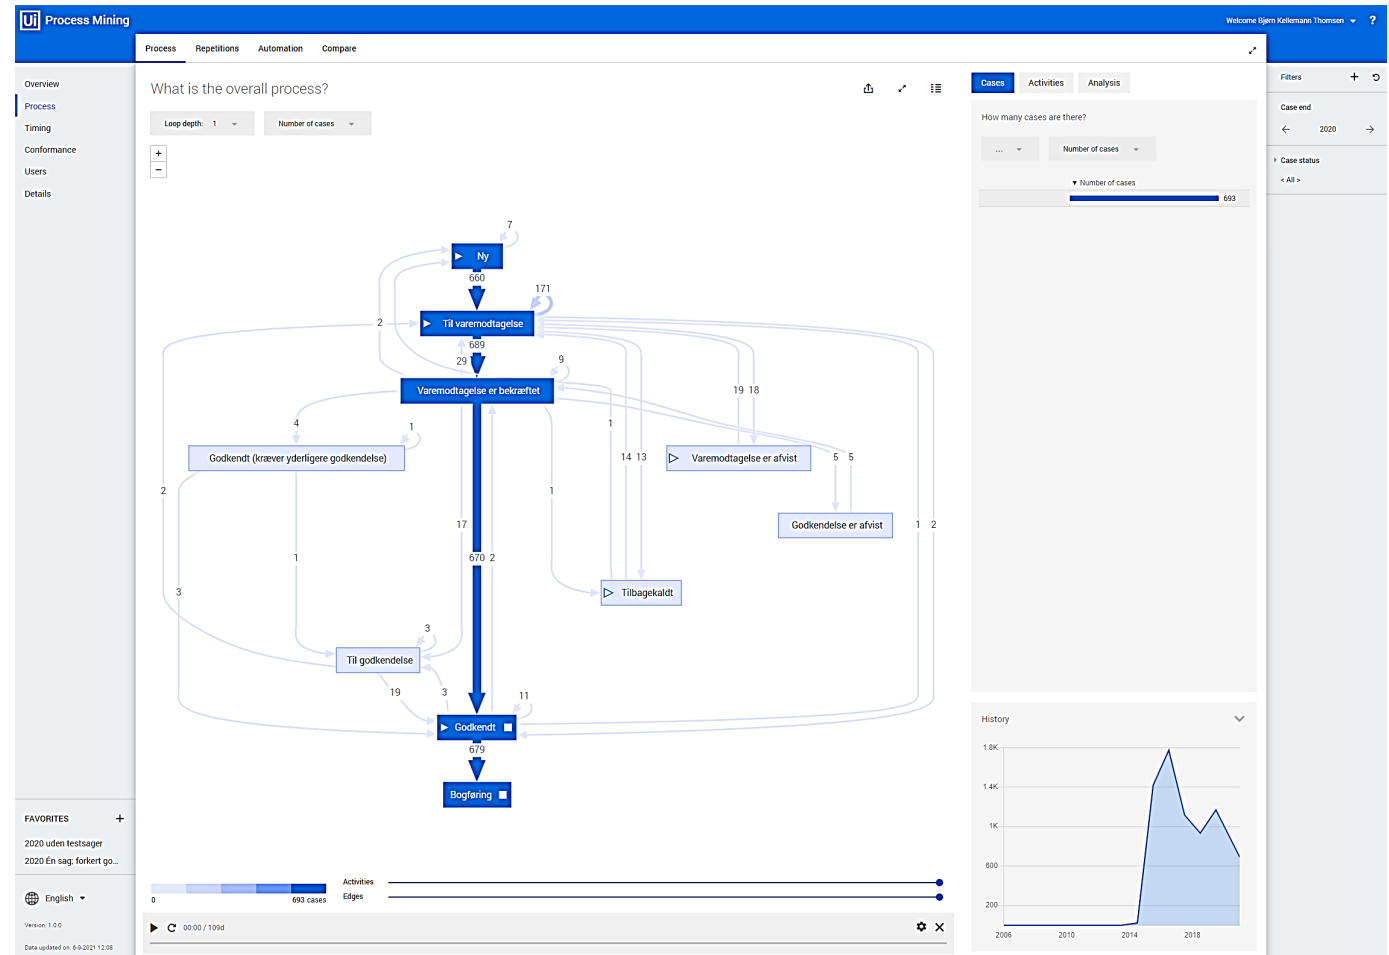 Ui Process Mining
Welcome Bjørn Kellemann Thomsen
?
Process Repetitions Automation Compare
Overview
Process
Timing
Conformance
Users
Details
What is the overall process?
Loop depth: 1 Number of cases
+
−
7
Ny
660
171
2
Til varemodtagelse
689
29
9
Varemodtagelse er bekræftet
19 18
4
1
1
Godkendt (kræver yderligere godkendelse)
14 13
Varemodtagelse er afvist
5 5
2
1
17
Godkendelse er afvist
1 2
1
670 2
3
Tilbagekaldt
3
Til godkendelse
19
3
11
Godkendt
679
Bogføring
0 693 cases
Activities
Edges
00:00 / 109d
Cases Activities Analysis
How many cases are there?
... Number of cases
▼ Number of cases
693
History
1.8K
1.4K
1K
600
200
2006 2010 2014 2018
Filters +
Case end
← 2020 →
Case status
< All >
FAVORITES +
2020 uden testsager
2020 Én sag; forkert go...
English
Version: 1.0.0
Data updated on: 6-9-2021 12:08